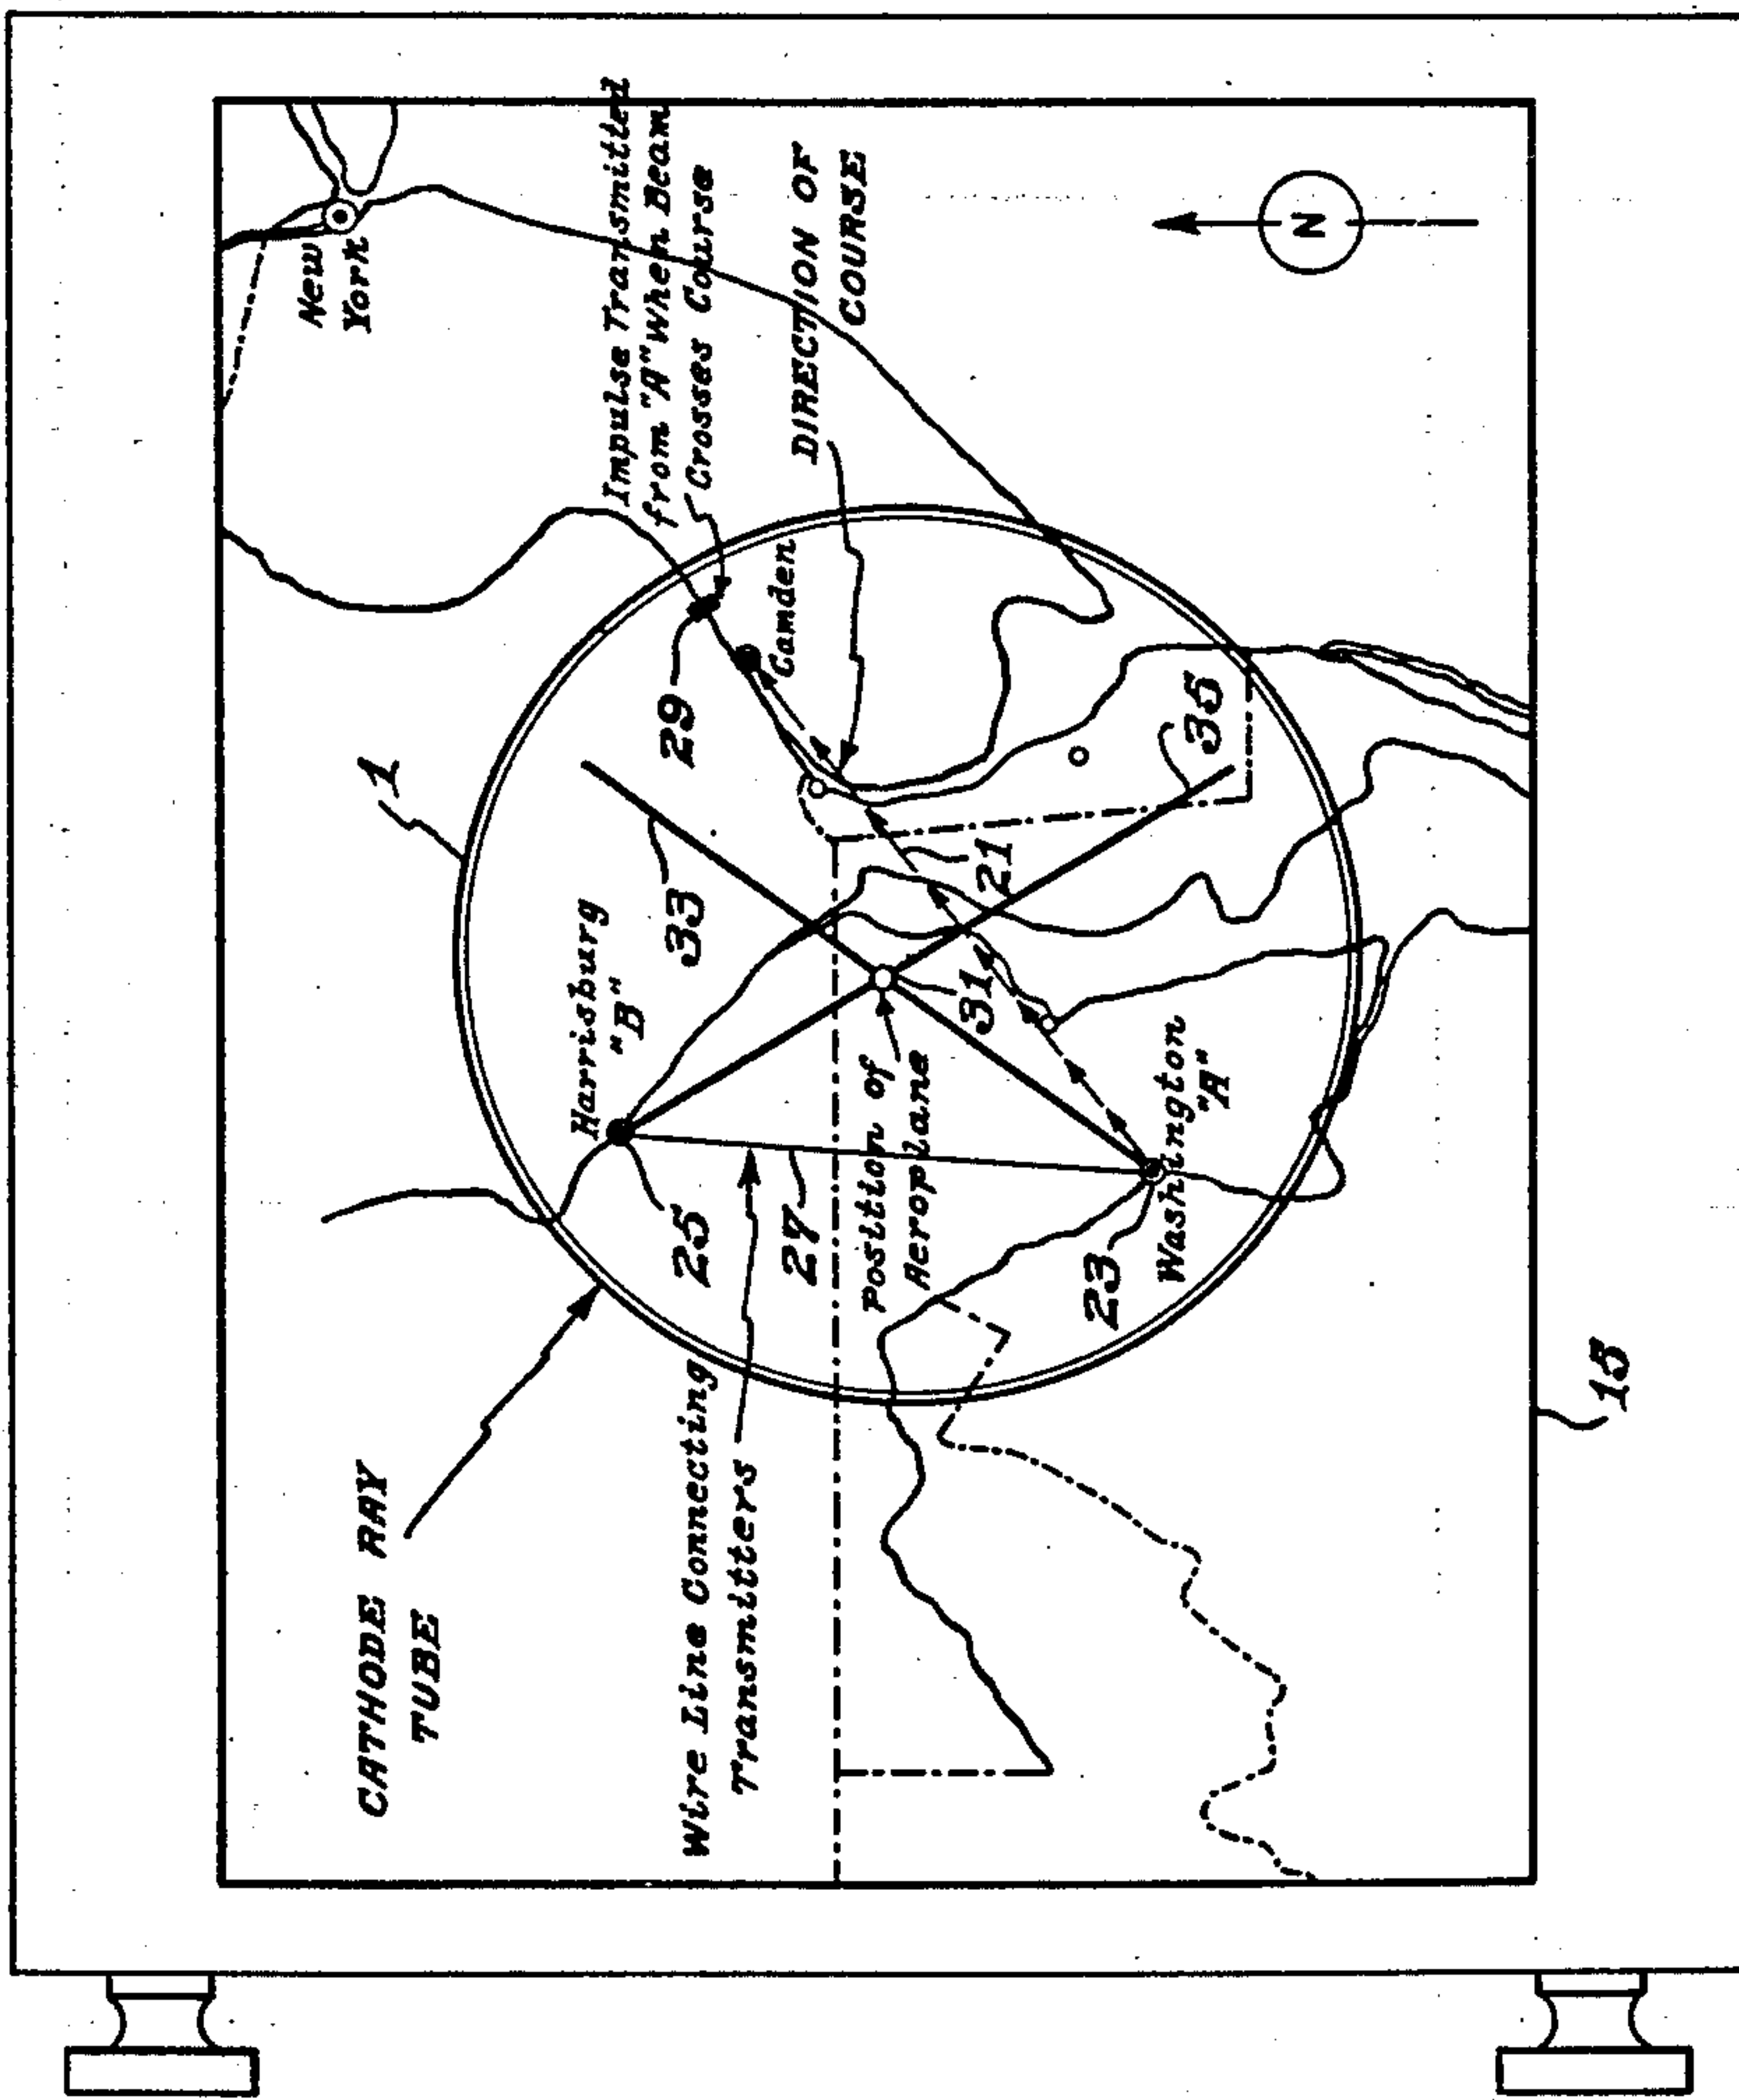 CATHODE RAY
TUBE
1
New
York
Harrisburg
"B"
25
Wire Line Connecting
Transmitters
27
33
29
Impulse Transmitted
from "A" When Beam
Crosses Course
Camden
DIRECTION OF
COURSE
Position of
Aeroplane
31
21
35
23
Washington
"A"
N
15